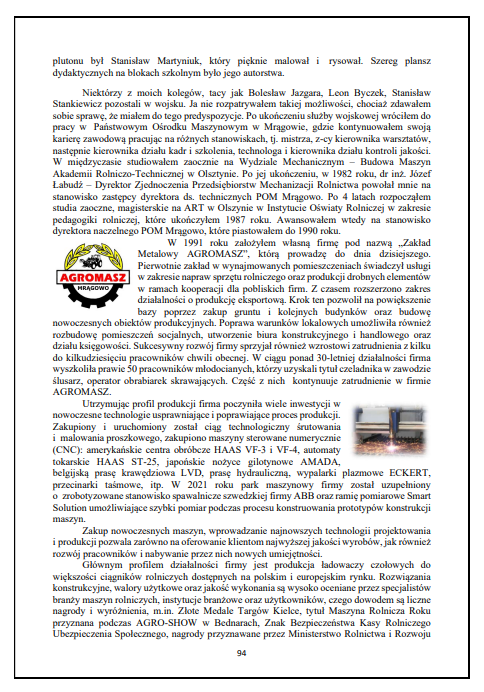 plutonu był Stanisław Martyniuk, który pięknie malował i rysował. Szereg plansz
dydaktycznych na blokach szkolnym było jego autorstwa.
Niektórzy z moich kolegów, tacy jak Bolesław Jazgara, Leon Byczek, Stanisław
Stankiewicz pozostali w wojsku. Ja nie rozpatrywałem takiej możliwości, chociaż zdawałem
sobie sprawę, że miałem do tego predyspozycje. Po ukończeniu służby wojskowej wróciłem do
pracy w Państwowym Ośrodku Maszynowym w Mrągowie, gdzie kontynuowałem swoją
karierę zawodową pracując na różnych stanowiskach, tj. mistrza, z-cy kierownika warsztatów,
następnie kierownika działu kadr i szkolenia, technologa i kierownika działu kontroli jakości.
W międzyczasie studiowałem zaocznie na Wydziale Mechanicznym – Budowa Maszyn
Akademii Rolniczo-Technicznej w Olsztynie. Po jej ukończeniu, w 1982 roku, dr inż. Józef
Łabudź – Dyrektor Zjednoczenia Przedsiębiorstw Mechanizacji Rolnictwa powołał mnie na
stanowisko zastępcy dyrektora ds. technicznych POM Mrągowo. Po 4 latach rozpocząłem
studia zaoczne, magisterskie na ART w Olsztynie w Instytucie Oświaty Rolniczej w zakresie
pedagogiki rolniczej, które ukończyłem 1987 roku. Awansowałem wtedy na stanowisko
dyrektora naczelnego POM Mrągowo, które piastowałem do 1990 roku.
W 1991 roku założyłem własną firmę pod nazwą „Zakład
Metalowy AGROMASZ”, którą prowadzę do dnia dzisiejszego.
Pierwotnie zakład w wynajmowanych pomieszczeniach świadczył usługi
w zakresie napraw sprzętu rolniczego oraz produkcji drobnych elementów
w ramach kooperacji dla pobliskich firm. Z czasem rozszerzono zakres
działalności o produkcję eksportową. Krok ten pozwolił na powiększenie
bazy poprzez zakup gruntu i kolejnych budynków oraz budowę
nowoczesnych obiektów produkcyjnych. Poprawa warunków lokalowych umożliwiła również
rozbudowę pomieszczeń socjalnych, utworzenie biura konstrukcyjnego i handlowego oraz
działu księgowości. Sukcesywny rozwój firmy sprzyjał również wzrostowi zatrudnienia z kilku
do kilkudziesięciu pracowników chwili obecnej. W ciągu ponad 30-letniej działalności firma
wyszkoliła prawie 50 pracowników młodocianych, którzy uzyskali tytuł czeladnika w zawodzie
ślusarz, operator obrabiarek skrawających. Część z nich kontynuuje zatrudnienie w firmie
AGROMASZ.
AGROMASZ
MRĄGOWO
Utrzymując profil produkcji firma poczyniła wiele inwestycji w
nowoczesne technologie usprawniające i poprawiające proces produkcji.
Zakupiony i uruchomiony został ciąg technologiczny śrutowania
i malowania proszkowego, zakupiono maszyny sterowane numerycznie
(CNC): amerykańskie centra obróbcze HAAS VF-3 i VF-4, automaty
tokarskie HAAS ST-25, japońskie nożyce gilotynowe AMADA,
belgijską prasę krawędziowa LVD, prasę hydrauliczną, wypalarki plazmowe ECKERT,
przecinarki taśmowe, itp. W 2021 roku park maszynowy firmy został uzupełniony
o zrobotyzowane stanowisko spawalnicze szwedzkiej firmy ABB oraz ramię pomiarowe Smart
Solution umożliwiające szybki pomiar podczas procesu konstruowania prototypów konstrukcji
maszyn.
Zakup nowoczesnych maszyn, wprowadzanie najnowszych technologii projektowania
i produkcji pozwala zarówno na oferowanie klientom najwyższej jakości wyrobów, jak również
rozwój pracowników i nabywanie przez nich nowych umiejętności.
Głównym profilem działalności firmy jest produkcja ładowaczy czołowych do
większości ciągników rolniczych dostępnych na polskim i europejskim rynku. Rozwiązania
konstrukcyjne, walory użytkowe oraz jakość wykonania są wysoko oceniane przez specjalistów
branży maszyn rolniczych, instytucje branżowe oraz użytkowników, czego dowodem są liczne
nagrody i wyróżnienia, m.in. Złote Medale Targów Kielce, tytuł Maszyna Rolnicza Roku
przyznana podczas AGRO-SHOW w Bednarach, Znak Bezpieczeństwa Kasy Rolniczego
Ubezpieczenia Społecznego, nagrody przyznawane przez Ministerstwo Rolnictwa i Rozwoju
94